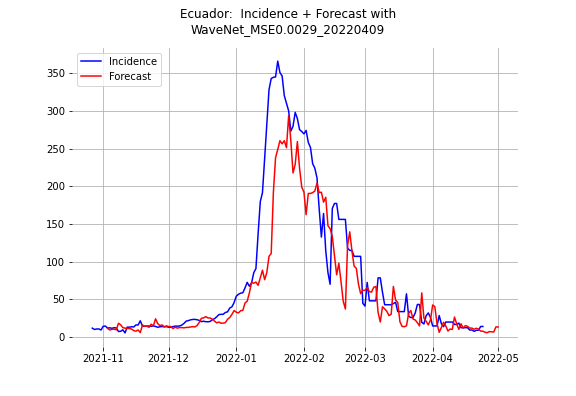 Ecuador:  Incidence + Forecast with
WaveNet_MSE0.0029_20220409
Incidence
Forecast
350
300
250
200
150
100
50
0
2021-11 2021-12 2022-01 2022-02 2022-03 2022-04 2022-05